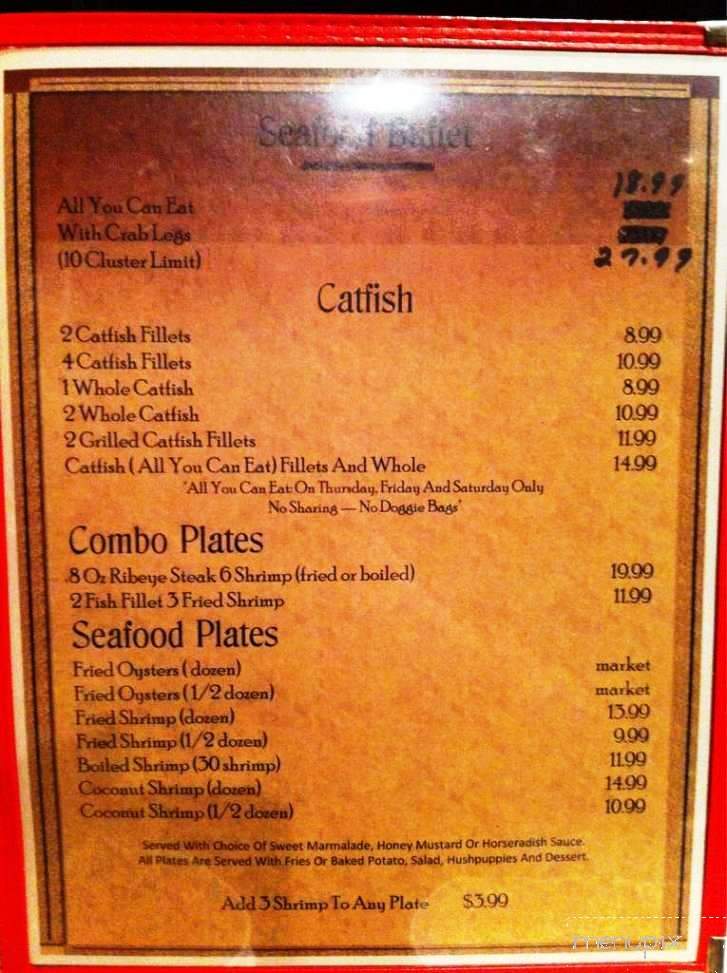 Seafood Buffet
18.99
All You Can Eat
With Crab Legs
(10 Cluster Limit) 27.99
Catfish
2 Catfish Fillets 8.99
4 Catfish Fillets 10.99
1 Whole Catfish 8.99
2 Whole Catfish 10.99
2 Grilled Catfish Fillets 11.99
Catfish ( All You Can Eat) Fillets And Whole 14.99
"All You Can Eat: On Thursday, Friday And Saturday Only
No Sharing — No Doggie Bags"
Combo Plates
8 Oz Ribeye Steak 6 Shrimp (fried or boiled) 19.99
2 Fish Fillet 3 Fried Shrimp 11.99
Seafood Plates
Fried Oysters ( dozen) market
Fried Oysters ( 1/2 dozen) market
Fried Shrimp (dozen) 13.99
Fried Shrimp (1/2 dozen) 9.99
Boiled Shrimp (30 shrimp) 11.99
Coconut Shrimp (dozen) 14.99
Coconut Shrimp (1/2 dozen) 10.99
Served With Choice Of Sweet Marmalade, Honey Mustard Or Horseradish Sauce.
All Plates Are Served With Fries Or Baked Potato, Salad, Hushpuppies And Dessert.
Add 3 Shrimp To Any Plate $3.99
menupix